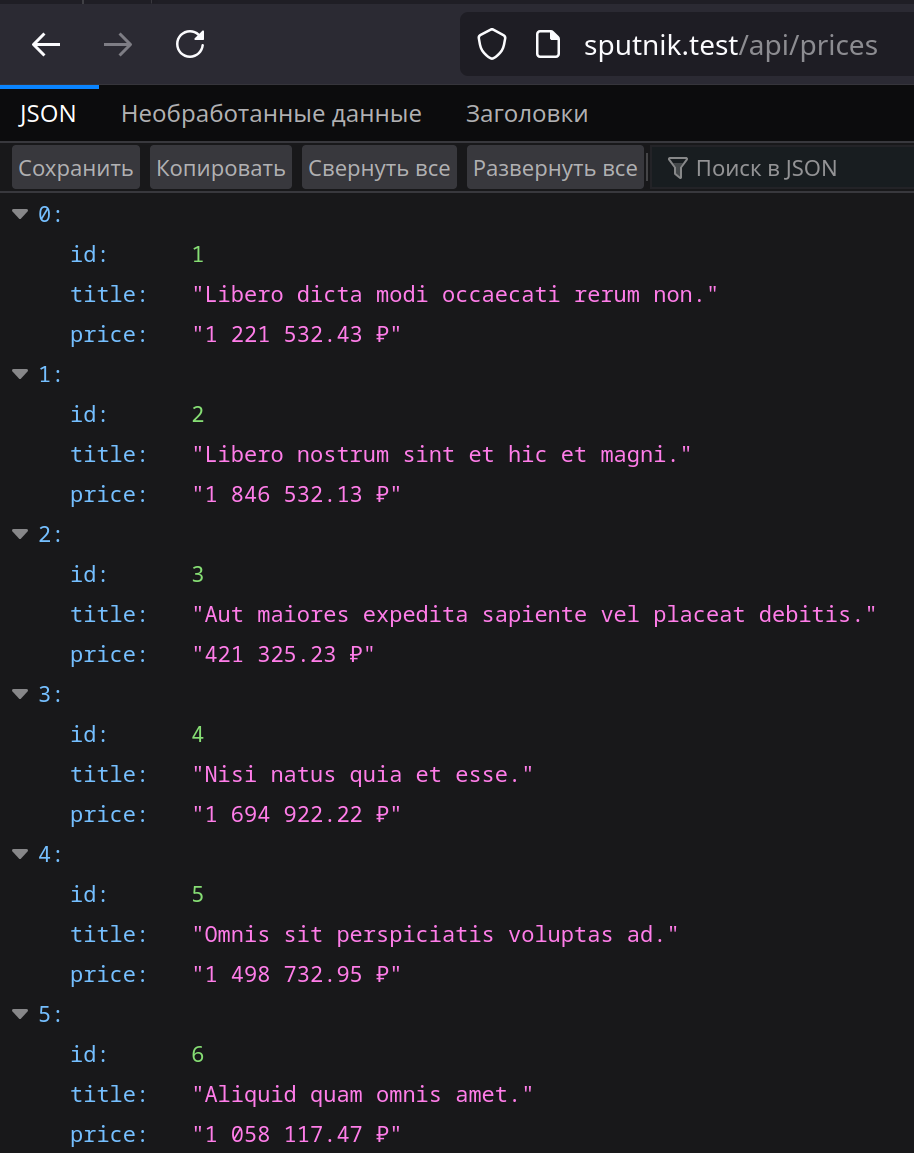 sputnik.test/api/prices
JSON Необработанные данные Заголовки
Сохранить Копировать Свернуть все Развернуть все Поиск в JSON
0:
id: 1
title: "Libero dicta modi occaecati rerum non."
price: "1 221 532.43 ₽"
1:
id: 2
title: "Libero nostrum sint et hic et magni."
price: "1 846 532.13 ₽"
2:
id: 3
title: "Aut maiores expedita sapiente vel placeat debitis."
price: "421 325.23 ₽"
3:
id: 4
title: "Nisi natus quia et esse."
price: "1 694 922.22 ₽"
4:
id: 5
title: "Omnis sit perspiciatis voluptas ad."
price: "1 498 732.95 ₽"
5:
id: 6
title: "Aliquid quam omnis amet."
price: "1 058 117.47 ₽"